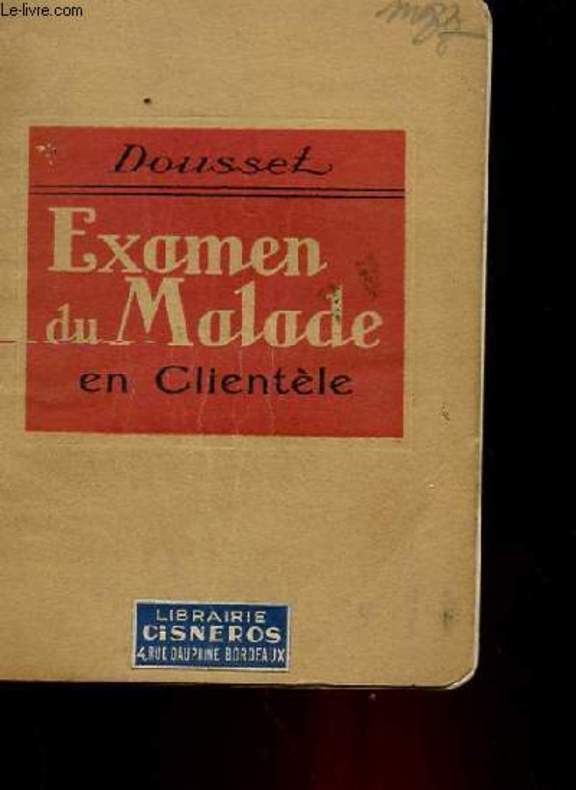 Le-livre.com
Dousset
Examen
du Malade
en Clientèle
LIBRAIRIE
CISNEROS
4, RUE DAUPHINE BORDEAUX